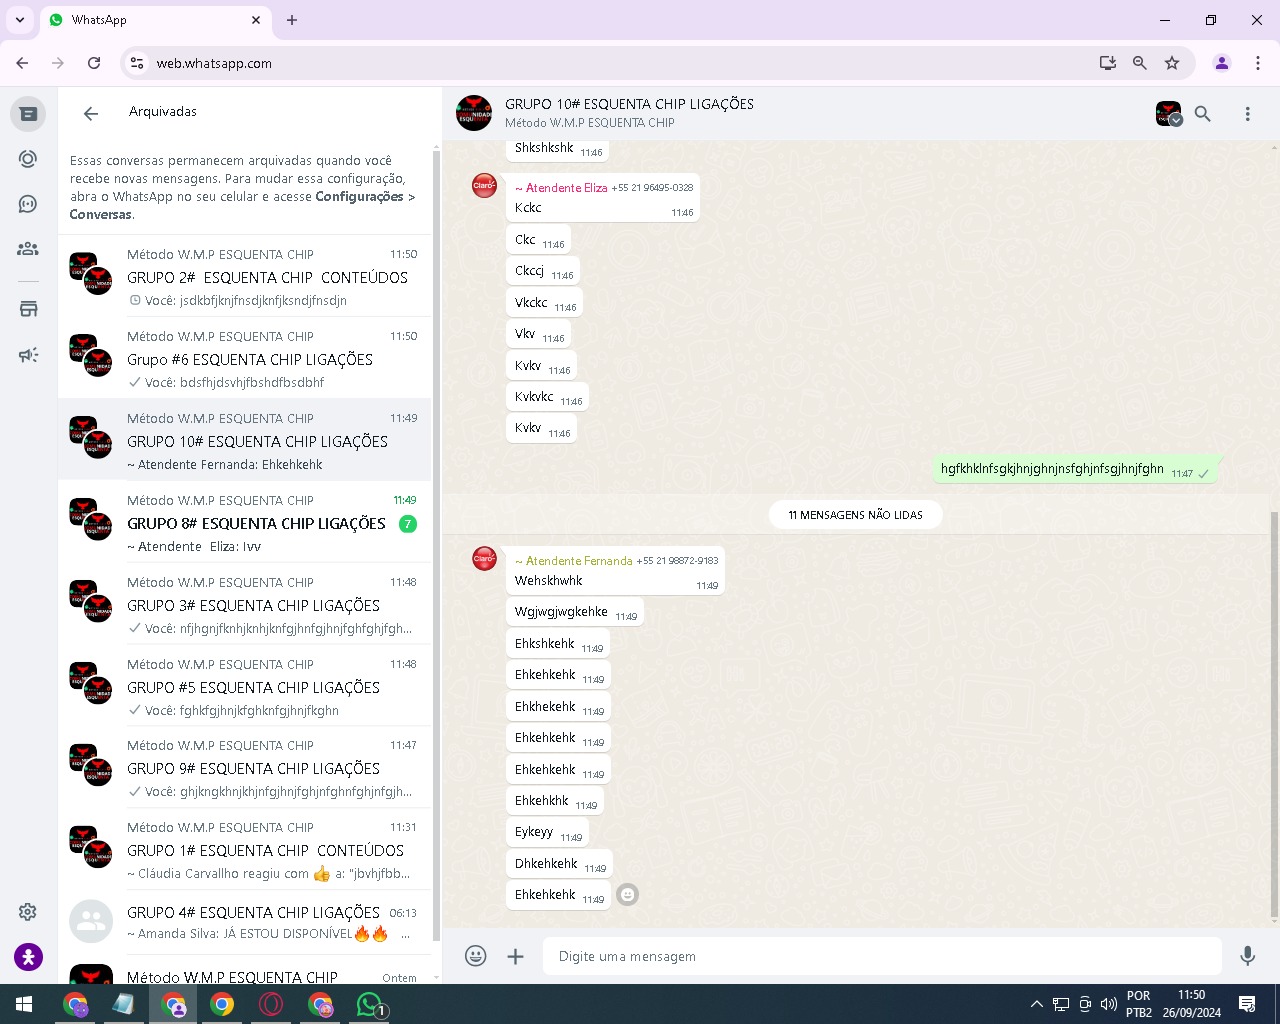 WhatsApp
web.whatsapp.com
Arquivadas
Essas conversas permanecem arquivadas quando você
recebe novas mensagens. Para mudar essa configuração,
abra o WhatsApp no seu celular e acesse Configurações >
Conversas.
Método W.M.P ESQUENTA CHIP 11:50
GRUPO 2# ESQUENTA CHIP CONTEÚDOS
Você: jsdkbfjknjfnsdjknfjksndjfnsdjn
Método W.M.P ESQUENTA CHIP 11:50
Grupo #6 ESQUENTA CHIP LIGAÇÕES
Você: bdsfhjdsvhjfbshdfbsdbhf
Método W.M.P ESQUENTA CHIP 11:49
GRUPO 10# ESQUENTA CHIP LIGAÇÕES
~ Atendente Fernanda: Ehkehkehk
Método W.M.P ESQUENTA CHIP 11:49
GRUPO 8# ESQUENTA CHIP LIGAÇÕES 7
~ Atendente Eliza: Ivv
Método W.M.P ESQUENTA CHIP 11:48
GRUPO 3# ESQUENTA CHIP LIGAÇÕES
Você: nfjhgnjfknhjknhjknfgjhnfgjhnjfghfghjfgh...
Método W.M.P ESQUENTA CHIP 11:48
GRUPO #5 ESQUENTA CHIP LIGAÇÕES
Você: fghkfgjhnjkfghknfgjhnjfkghn
Método W.M.P ESQUENTA CHIP 11:47
GRUPO 9# ESQUENTA CHIP LIGAÇÕES
Você: ghjkngkhnjkhjnfgjhnjfghjnfghnfghjnfgjh...
Método W.M.P ESQUENTA CHIP 11:31
GRUPO 1# ESQUENTA CHIP CONTEÚDOS
~ Cláudia Carvallho reagiu com 👍 a: "jbvhjfbb...
GRUPO 4# ESQUENTA CHIP LIGAÇÕES 06:13
~ Amanda Silva: JÁ ESTOU DISPONÍVEL🔥🔥 ...
Método W.M.P ESQUENTA CHIP Ontem
GRUPO 10# ESQUENTA CHIP LIGAÇÕES
Método W.M.P ESQUENTA CHIP
Shkshkshk 11:46
Claro
~ Atendente Eliza +55 21 96495-0328
Kckc 11:46
Ckc 11:46
Ckccj 11:46
Vkckc 11:46
Vkv 11:46
Kvkv 11:46
Kvkvkc 11:46
Kvkv 11:46
hgfkhklnfsgkjhnjghnjnsfghjnfsgjhnjfghn 11:47
11 MENSAGENS NÃO LIDAS
Claro
~ Atendente Fernanda +55 21 98872-9183
Wehskhwhk 11:49
Wgjwgjwgkehke 11:49
Ehkshkehk 11:49
Ehkehkehk 11:49
Ehkhekehk 11:49
Ehkehkehk 11:49
Ehkehkehk 11:49
Ehkehkhk 11:49
Eykeyy 11:49
Dhkehkehk 11:49
Ehkehkehk 11:49
Digite uma mensagem
1
POR
PTB2
11:50
26/09/2024